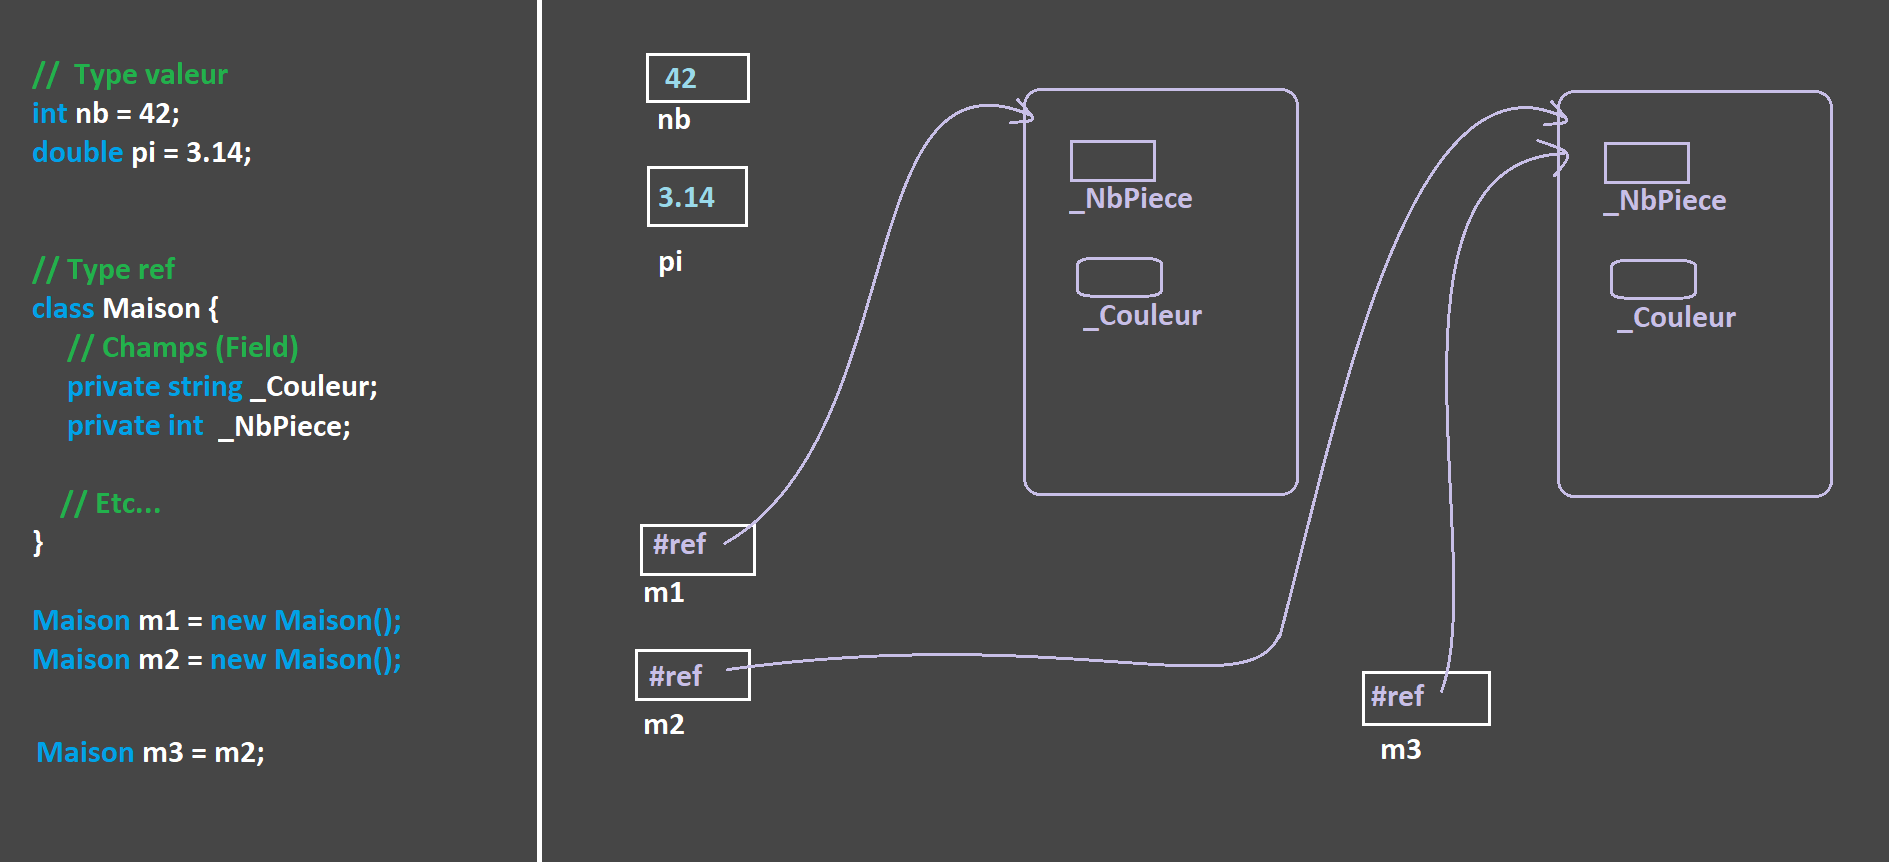 //  Type valeur
int nb = 42;
double pi = 3.14;
// Type ref
class Maison {
// Champs (Field)
private string _Couleur;
private int  _NbPiece;
// Etc...
}
Maison m1 = new Maison();
Maison m2 = new Maison();
Maison m3 = m2;
42
nb
3.14
pi
#ref
m1
#ref
m2
_NbPiece
_Couleur
_NbPiece
_Couleur
#ref
m3